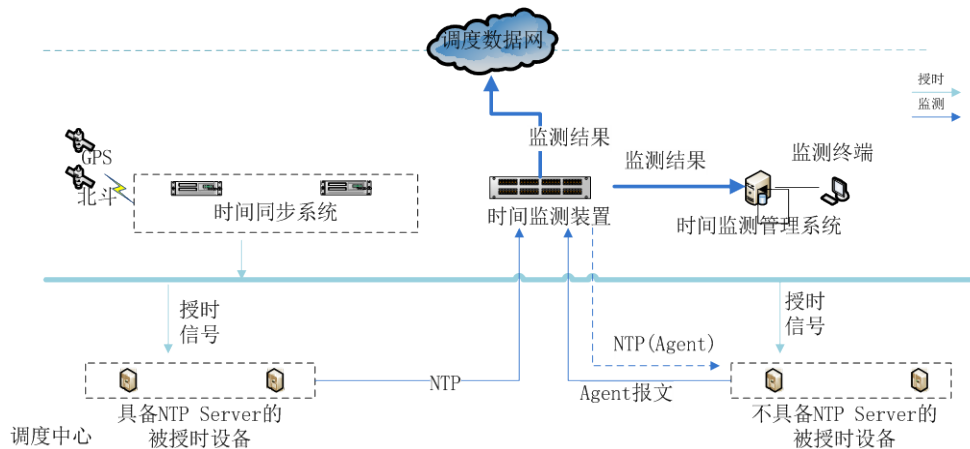 调度数据网
授时
监测
监测结果
GPS
北斗
时间同步系统
监测结果
监测终端
时间监测装置
时间监测管理系统
授时
信号
授时
信号
NTP(Agent)
NTP
Agent报文
具备NTP Server的
被授时设备
不具备NTP Server的
被授时设备
调度中心